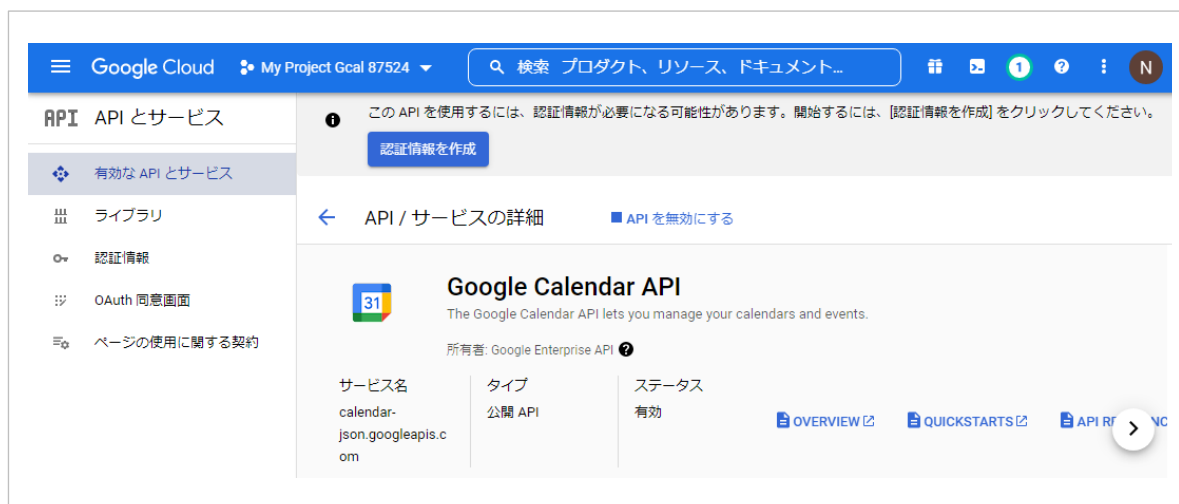 Google Cloud My Project Gcal 87524 検索 プロダクト、リソース、ドキュメント... 1 N
API API とサービス
有効な API とサービス
ライブラリ
認証情報
OAuth 同意画面
ページの使用に関する契約
この API を使用するには、認証情報が必要になる可能性があります。開始するには、[認証情報を作成] をクリックしてください。
認証情報を作成
API / サービスの詳細 API を無効にする
31
Google Calendar API
The Google Calendar API lets you manage your calendars and events.
所有者: Google Enterprise API
サービス名
calendar-
json.googleapis.c
om
タイプ
公開 API
ステータス
有効
OVERVIEW QUICKSTARTS API